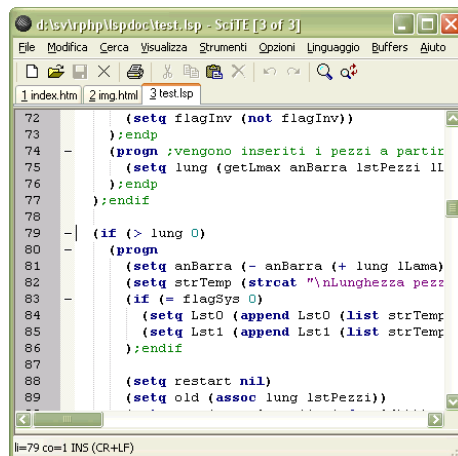 d:\sv\rphp\lspdoc\test.lsp - SciTE [3 of 3]
File Modifica Cerca Visualizza Strumenti Opzioni Linguaggio Buffers Aiuto
1 index.htm 2 img.html 3 test.lsp
72 (setq flagInv (not flagInv))
73 );endp
74 (progn ;vengono inseriti i pezzi a partir
75 (setq lung (getLmax anBarra lstPezzi lL
76 );endp
77 );endif
78
79 (if (> lung 0)
80 (progn
81 (setq anBarra (- anBarra (+ lung lLama)
82 (setq strTemp (strcat "\nLunghezza pezz
83 (if (= flagSys 0)
84 (setq Lst0 (append Lst0 (list strTemp
85 (setq Lst1 (append Lst1 (list strTemp
86 );endif
87
88 (setq restart nil)
89 (setq old (assoc lung lstPezzi))
li=79 co=1 INS (CR+LF)